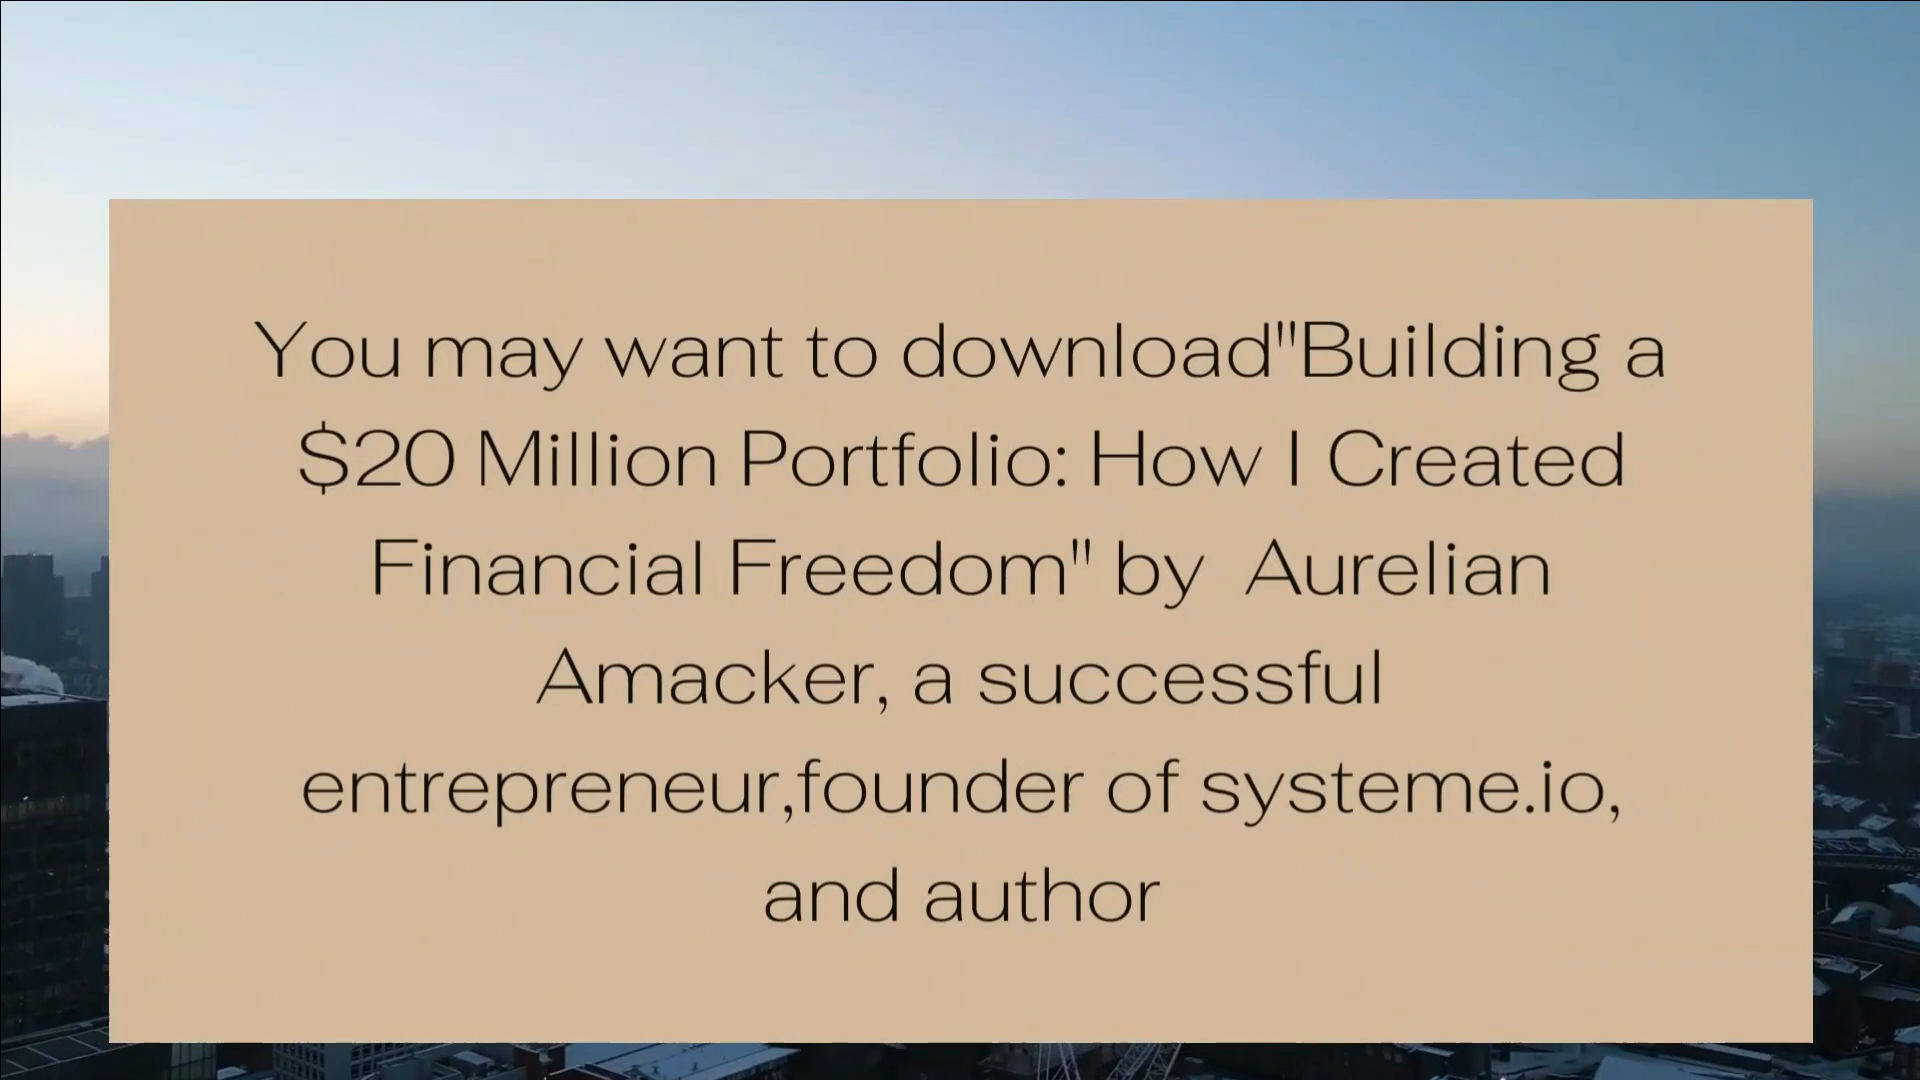 You may want to download"Building a
$20 Million Portfolio: How I Created
Financial Freedom" by  Aurelian
Amacker, a successful
entrepreneur,founder of systeme.io,
and author